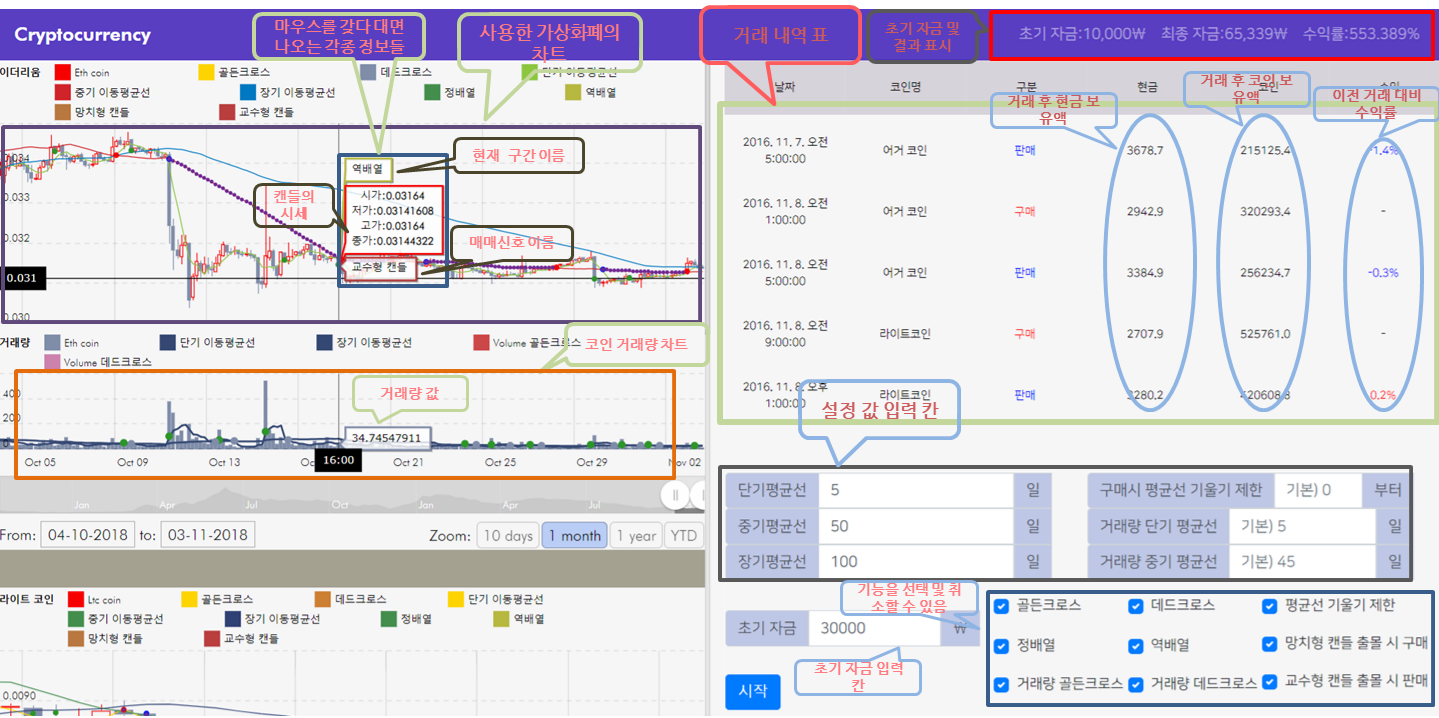 Cryptocurrency
마우스를 갖다 대면
나오는 각종 경보들
사용한 가상화폐의
차트
거래 내역 표
초기 자금 및
결과 표시
초기 자금:10,000₩ 최종 자금:65,339₩ 수익률:553.389%
이더리움 Eth coin 골든크로스 데드크로스 단기 이동평균선
중기 이동평균선 장기 이동평균선 정배열 역배열
망치형 캔들 교수형 캔들
0.034
0.033
0.032
0.031
0.030
역배열
현재 구간 이름
캔들의
시세
시가:0.03164
저가:0.03141608
고가:0.03164
종가:0.03144322
매매신호 이름
교수형 캔들
거래량 Eth coin 단기 이동평균선 장기 이동평균선 Volume 골든크로스
Volume 데드크로스
코인 거래량 차트
400
200
0
거래량 값
34.74547911
Oct 05 Oct 09 Oct 13 16:00 Oct 21 Oct 25 Oct 29 Nov 02
Jan Apr Jul Oct Jan Apr Jul
From: 04-10-2018 to: 03-11-2018 Zoom: 10 days 1 month 1 year YTD
라이트 코인 Ltc coin 골든크로스 데드크로스 단기 이동평균선
중기 이동평균선 장기 이동평균선 정배열 역배열
망치형 캔들 교수형 캔들
0.0090
날짜 코인명 구분 현금 코인 수익
거래 후 현금 보
유액
거래 후 코인 보
유액
이전 거래 대비
수익률
2016. 11. 7. 오전
5:00:00 어거 코인 판매 3678.7 215125.4 -1.4%
2016. 11. 8. 오전
1:00:00 어거 코인 구매 2942.9 320293.4 -
2016. 11. 8. 오전
5:00:00 어거 코인 판매 3384.9 256234.7 -0.3%
2016. 11. 8. 오전
9:00:00 라이트코인 구매 2707.9 525761.0 -
2016. 11. 8. 오후
1:00:00 라이트코인 판매 3280.2 420608.8 0.2%
설정 값 입력 칸
단기평균선 5 일 구매시 평균선 기울기 제한 기본) 0 부터
중기평균선 50 일 거래량 단기 평균선 기본) 5 일
장기평균선 100 일 거래량 중기 평균선 기본) 45 일
기능을 선택 및 취
소할 수 있음
초기 자금 30000 ₩
초기 자금 입력
칸
시작
골든크로스 데드크로스 평균선 기울기 제한
정배열 역배열 망치형 캔들 출몰 시 구매
거래량 골든크로스 거래량 데드크로스 교수형 캔들 출몰 시 판매